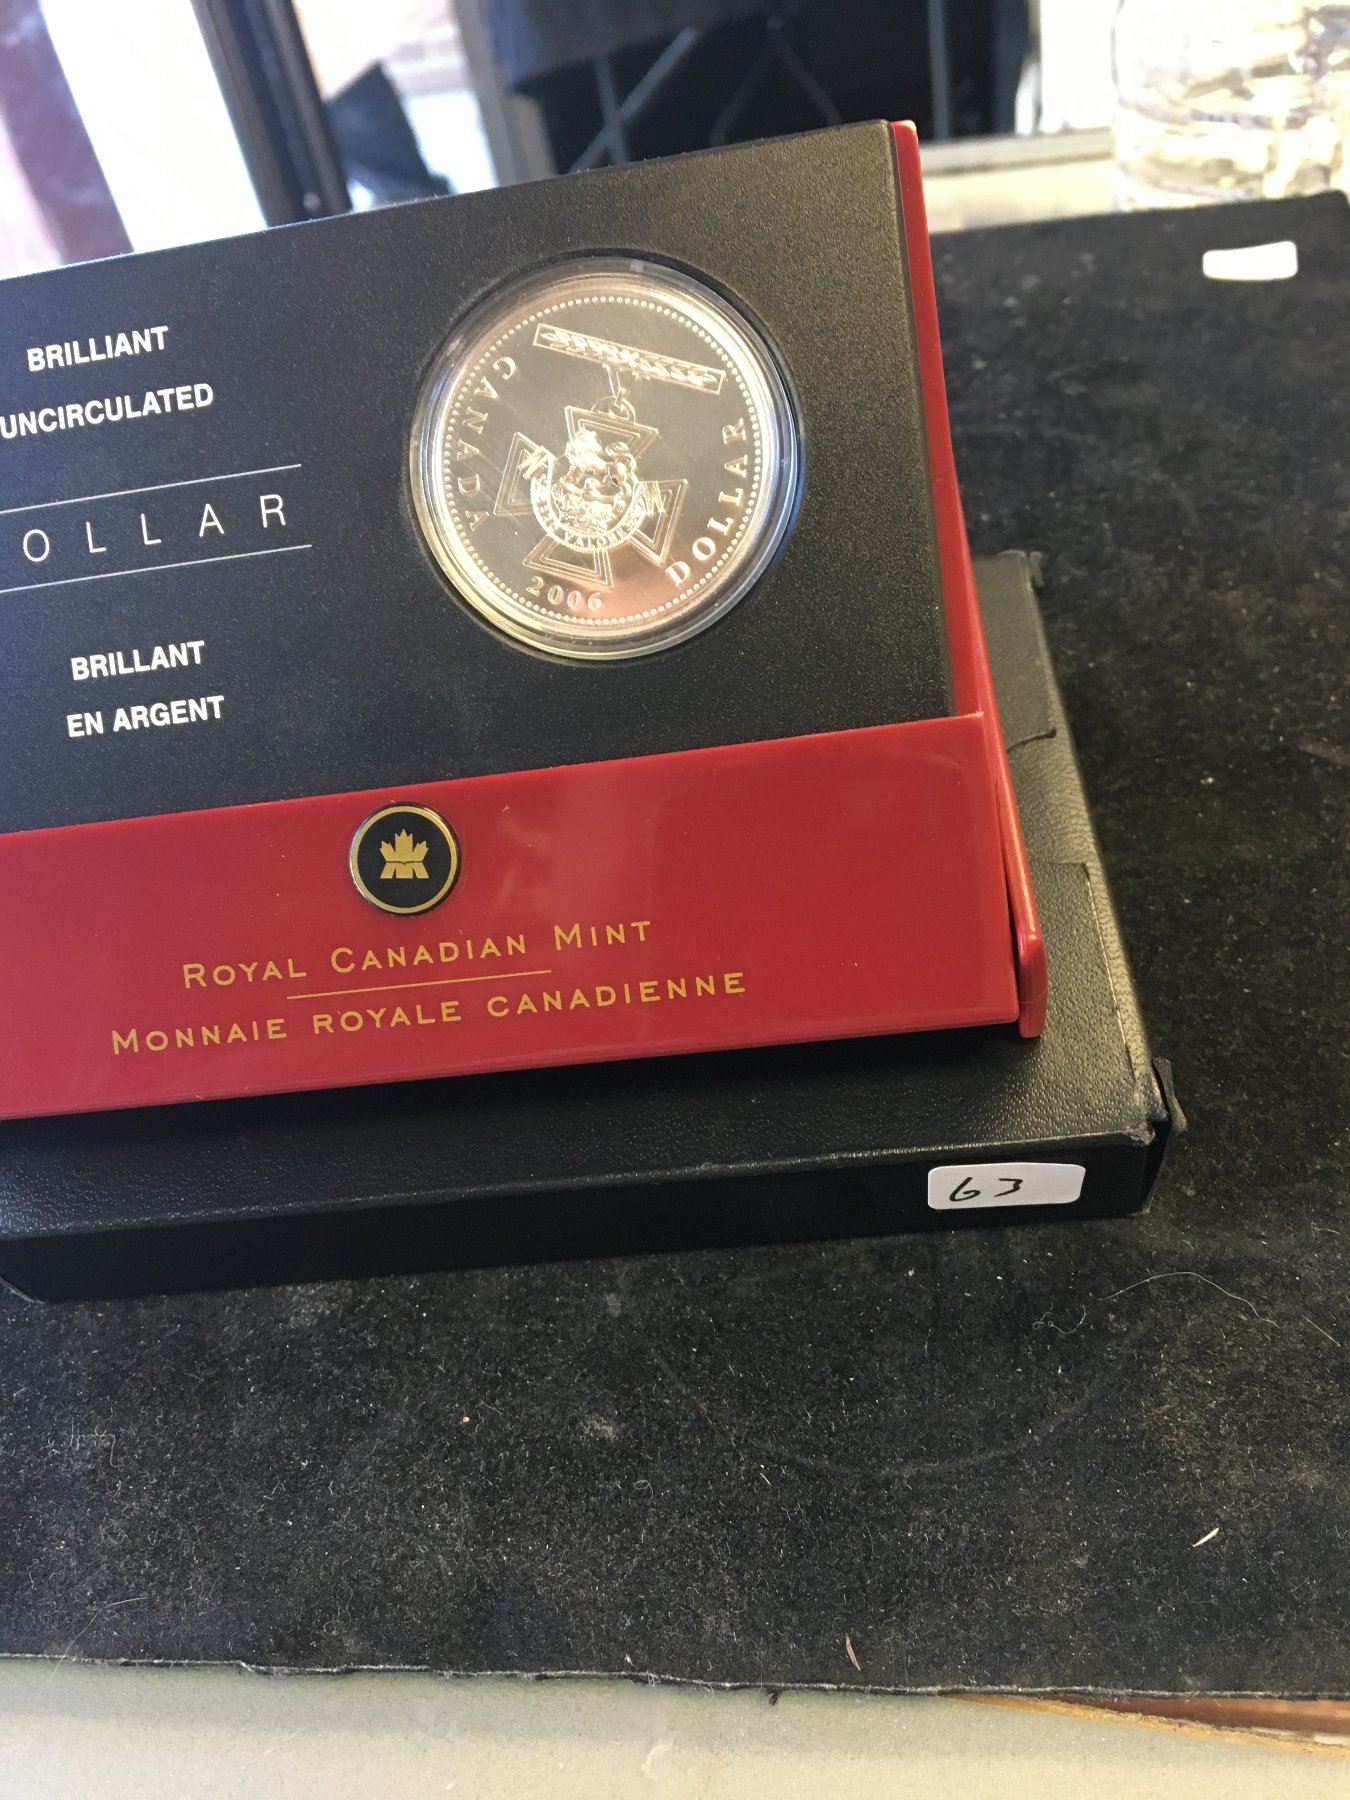 BRILLIANT
UNCIRCULATED
OLLAR
BRILLANT
EN ARGENT
CANADA
DOLLAR
2006
ROYAL CANADIAN MINT
MONNAIE ROYALE CANADIENNE
63